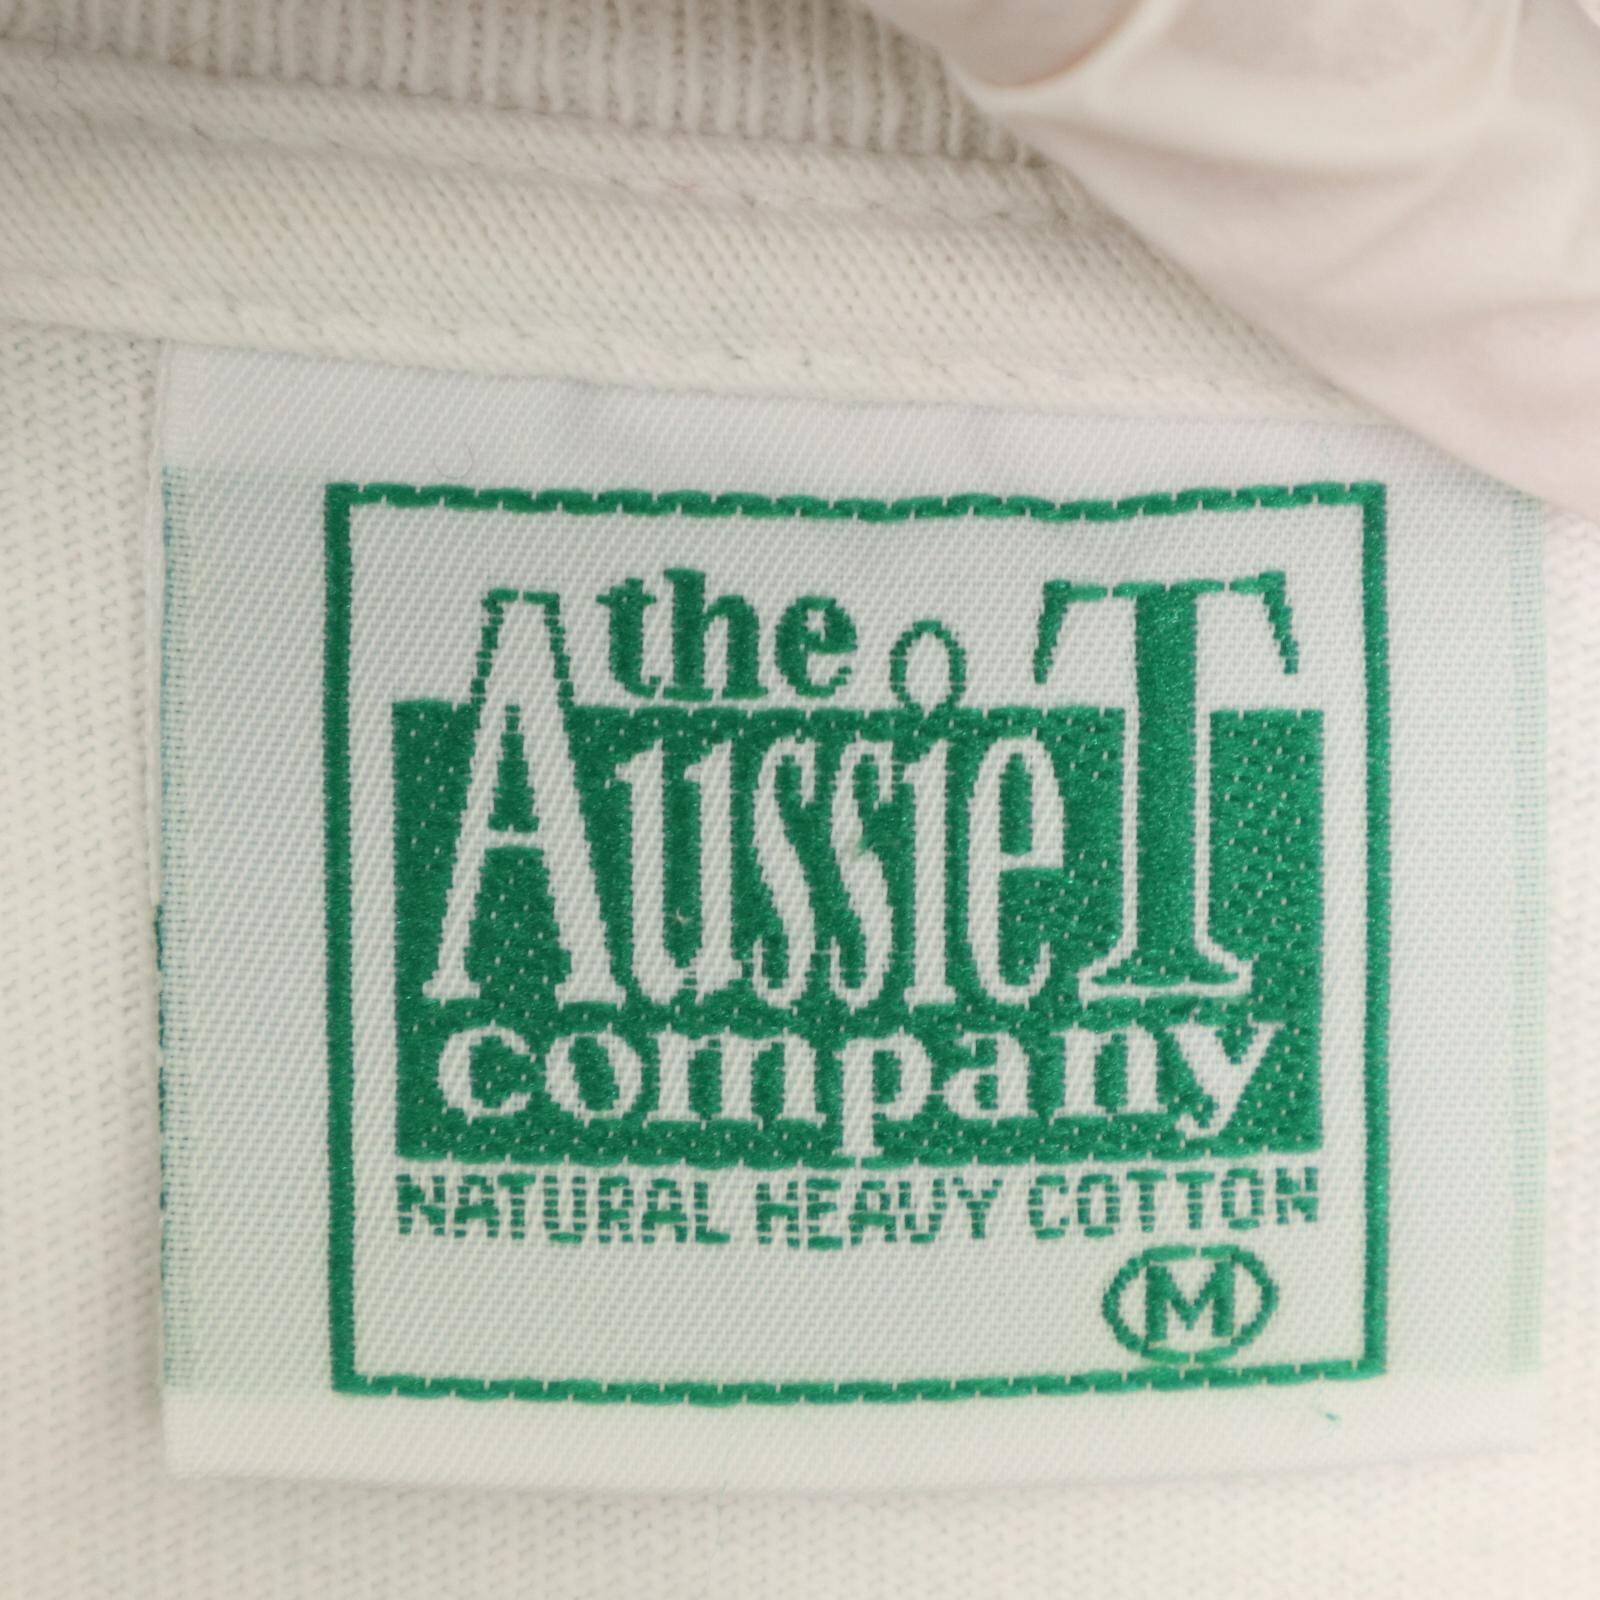 the
Aussie T
company
NATURAL HEAVY COTTON
M